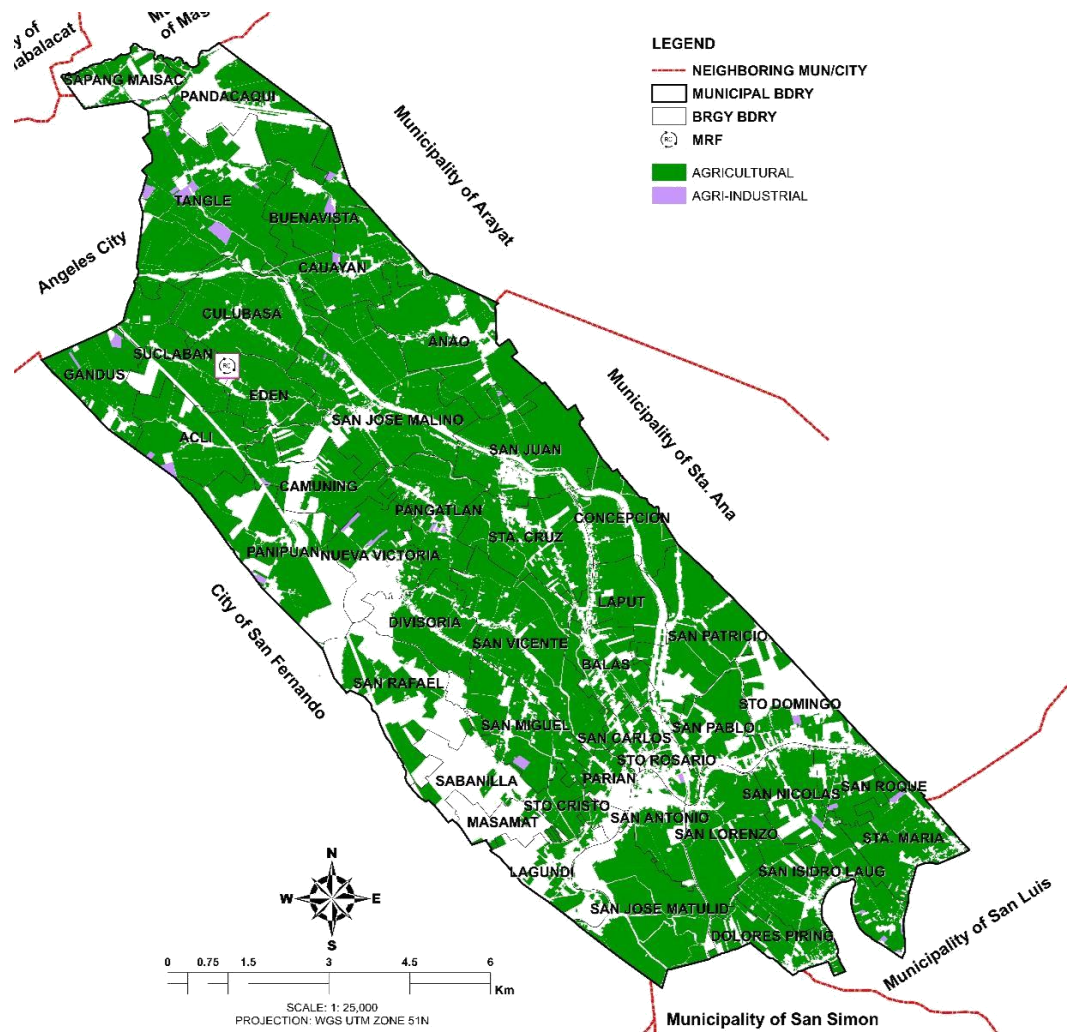 y of
abalacat
of Mag
LEGEND
NEIGHBORING MUN/CITY
MUNICIPAL BDRY
BRGY BDRY
RC
MRF
AGRICULTURAL
AGRI-INDUSTRIAL
SAPANG MAISAC
PANDACAQUI
Municipality of Arayat
TANGLE
BUENAVISTA
Angeles City
CAUAYAN
CULUBASA
ANAO
SUCLABAN
GANDUS
RC
EDEN
Municipality of Sta. Ana
SAN JOSE MALINO
ACLI
SAN JUAN
CAMUNING
PANGATLAN
CONCEPCION
STA. CRUZ
PANIPUAN
NUEVA VICTORIA
City of San Fernando
LAPUT
DIVISORIA
SAN VICENTE
SAN PATRICIO
BALAS
SAN RAFAEL
STO DOMINGO
SAN MIGUEL
SAN CARLOS
SAN PABLO
STO ROSARIO
SABANILLA
PARIAN
SAN NICOLAS
SAN ROQUE
STO CRISTO
MASAMAT
SAN ANTONIO
SAN LORENZO
STA. MARIA
LAGUNDI
SAN ISIDRO LAUG
SAN JOSE MATULID
DOLORES PIRING
Municipality of San Luis
N
W
E
S
0 0.75 1.5 3 4.5 6
Km
SCALE: 1: 25,000
PROJECTION: WGS UTM ZONE 51N
Municipality of San Simon